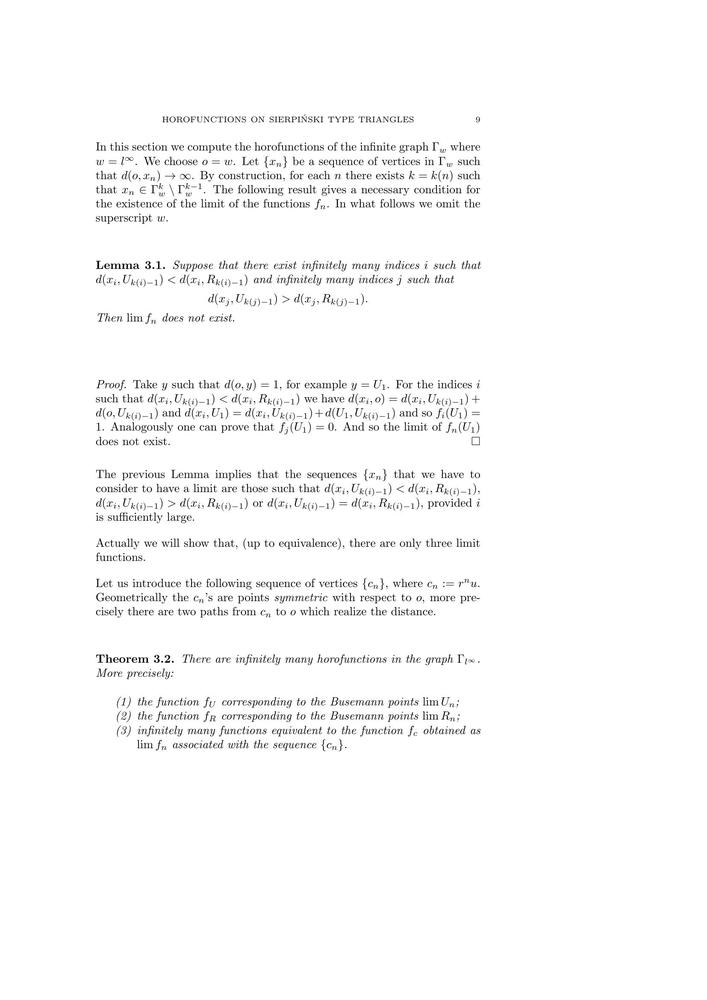 HOROFUNCTIONS ON SIERPIŃSKI TYPE TRIANGLES 9
In this section we compute the horofunctions of the infinite graph Γ_w where
w = l^∞. We choose o = w. Let {x_n} be a sequence of vertices in Γ_w such
that d(o, x_n) → ∞. By construction, for each n there exists k = k(n) such
that x_n ∈ Γ_w^k \ Γ_w^{k−1}. The following result gives a necessary condition for
the existence of the limit of the functions f_n. In what follows we omit the
superscript w.
Lemma 3.1. Suppose that there exist infinitely many indices i such that
d(x_i, U_{k(i)−1}) < d(x_i, R_{k(i)−1}) and infinitely many indices j such that
d(x_j, U_{k(j)−1}) > d(x_j, R_{k(j)−1}).
Then lim f_n does not exist.
Proof. Take y such that d(o, y) = 1, for example y = U_1. For the indices i
such that d(x_i, U_{k(i)−1}) < d(x_i, R_{k(i)−1}) we have d(x_i, o) = d(x_i, U_{k(i)−1}) +
d(o, U_{k(i)−1}) and d(x_i, U_1) = d(x_i, U_{k(i)−1}) + d(U_1, U_{k(i)−1}) and so f_i(U_1) =
1. Analogously one can prove that f_j(U_1) = 0. And so the limit of f_n(U_1)
does not exist. □
The previous Lemma implies that the sequences {x_n} that we have to
consider to have a limit are those such that d(x_i, U_{k(i)−1}) < d(x_i, R_{k(i)−1}),
d(x_i, U_{k(i)−1}) > d(x_i, R_{k(i)−1}) or d(x_i, U_{k(i)−1}) = d(x_i, R_{k(i)−1}), provided i
is sufficiently large.
Actually we will show that, (up to equivalence), there are only three limit
functions.
Let us introduce the following sequence of vertices {c_n}, where c_n := r^n u.
Geometrically the c_n's are points symmetric with respect to o, more pre-
cisely there are two paths from c_n to o which realize the distance.
Theorem 3.2. There are infinitely many horofunctions in the graph Γ_{l^∞}.
More precisely:
(1) the function f_U corresponding to the Busemann points lim U_n;
(2) the function f_R corresponding to the Busemann points lim R_n;
(3) infinitely many functions equivalent to the function f_c obtained as
lim f_n associated with the sequence {c_n}.